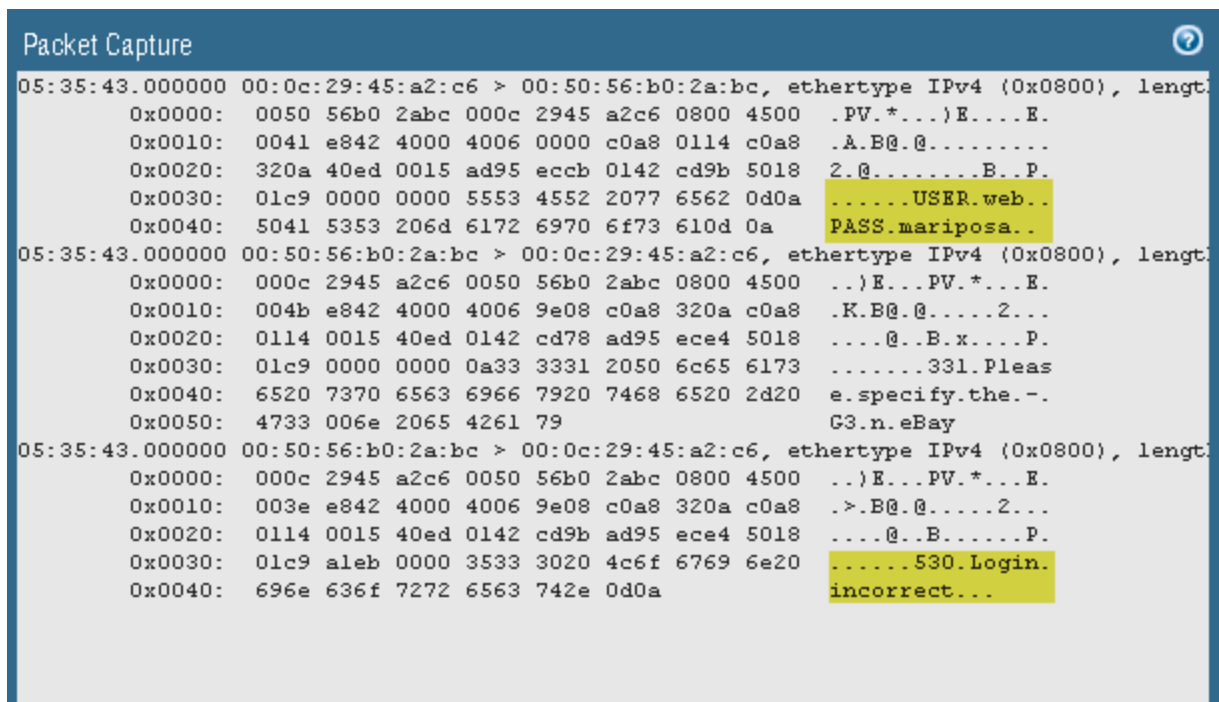 Packet Capture
05:35:43.000000 00:0c:29:45:a2:c6 > 00:50:56:b0:2a:bc, ethertype IPv4 (0x0800), lengt
0x0000: 0050 56b0 2abc 000c 2945 a2c6 0800 4500 .PV.*...)E....E.
0x0010: 0041 e842 4000 4006 0000 c0a8 0114 c0a8 .A.B@.@.........
0x0020: 320a 40ed 0015 ad95 eccb 0142 cd9b 5018 2.@........B..P.
0x0030: 01c9 0000 0000 5553 4552 2077 6562 0d0a ......USER.web..
0x0040: 5041 5353 206d 6172 6970 6f73 610d 0a PASS.mariposa..
05:35:43.000000 00:50:56:b0:2a:bc > 00:0c:29:45:a2:c6, ethertype IPv4 (0x0800), lengt
0x0000: 000c 2945 a2c6 0050 56b0 2abc 0800 4500 ..)E...PV.*...E.
0x0010: 004b e842 4000 4006 9e08 c0a8 320a c0a8 .K.B@.@.....2...
0x0020: 0114 0015 40ed 0142 cd78 ad95 ece4 5018 ....@..B.x....P.
0x0030: 01c9 0000 0000 0a33 3331 2050 6c65 6173 .......331.Pleas
0x0040: 6520 7370 6563 6966 7920 7468 6520 2d20 e.specify.the.-.
0x0050: 4733 006e 2065 4261 79 G3.n.eBay
05:35:43.000000 00:50:56:b0:2a:bc > 00:0c:29:45:a2:c6, ethertype IPv4 (0x0800), lengt
0x0000: 000c 2945 a2c6 0050 56b0 2abc 0800 4500 ..)E...PV.*...E.
0x0010: 003e e842 4000 4006 9e08 c0a8 320a c0a8 .>.B@.@.....2...
0x0020: 0114 0015 40ed 0142 cd9b ad95 ece4 5018 ....@..B......P.
0x0030: 01c9 a1eb 0000 3533 3020 4c6f 6769 6e20 ......530.Login.
0x0040: 696e 636f 7272 6563 742e 0d0a incorrect...